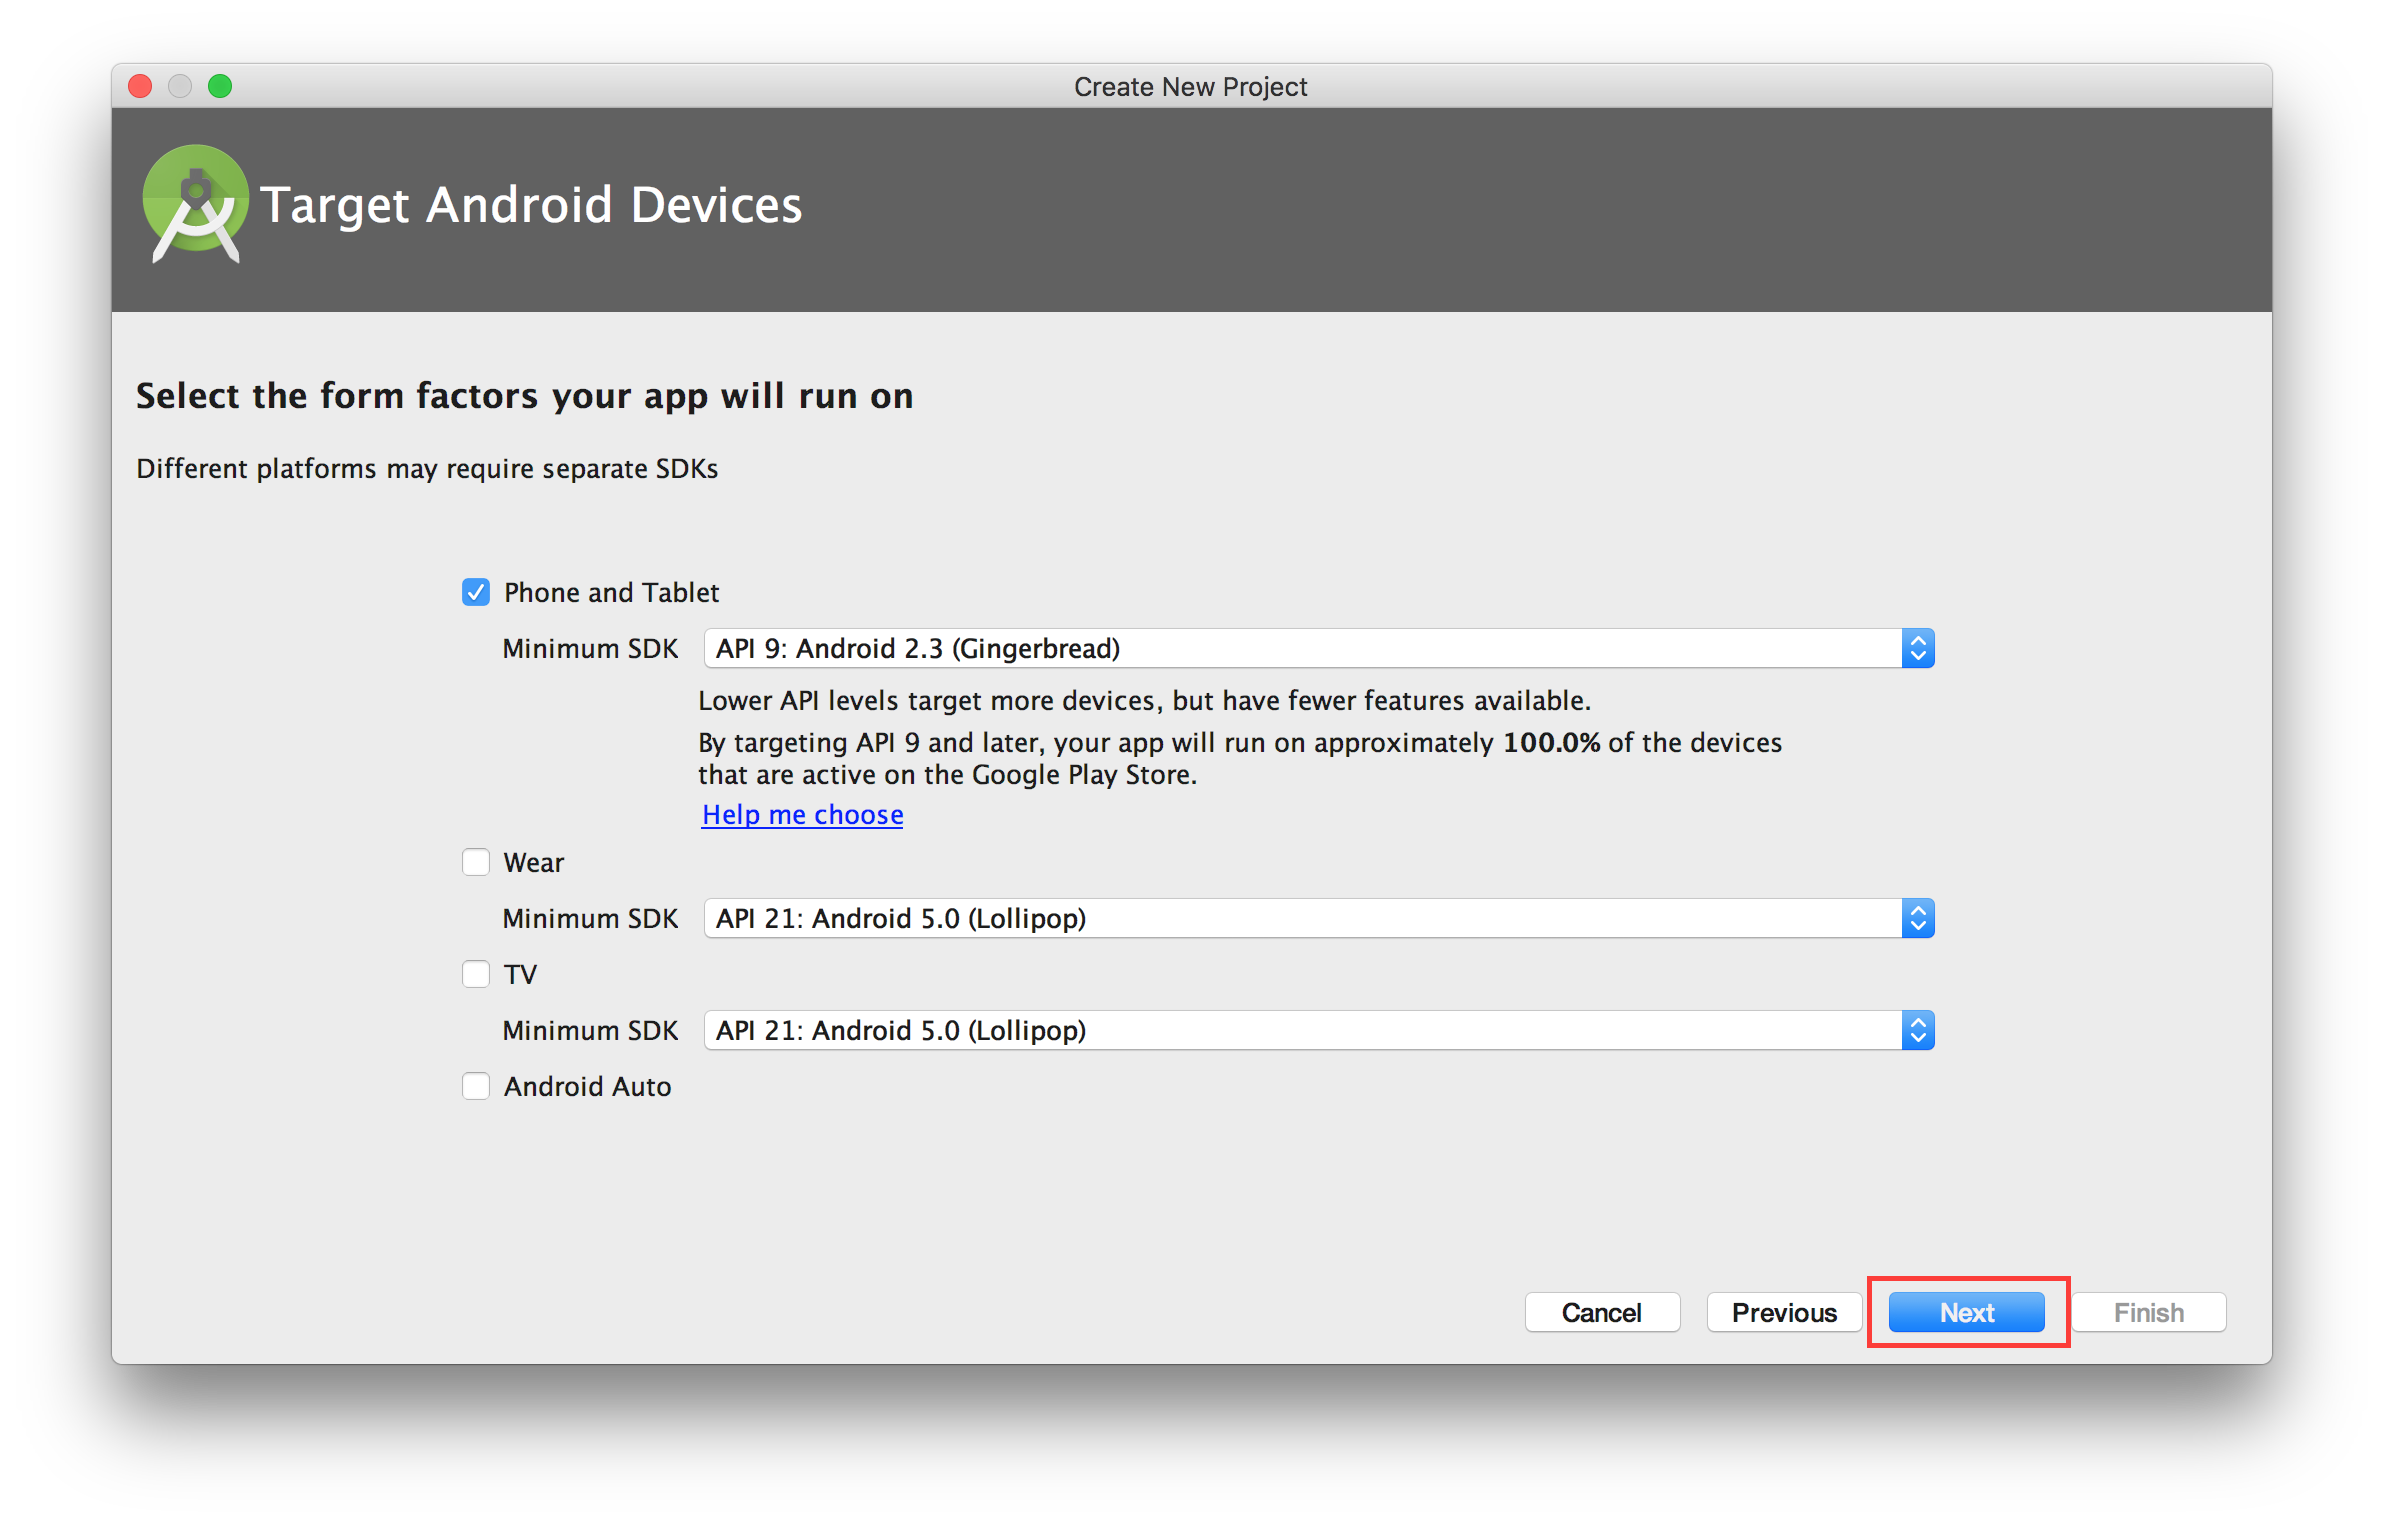 Create New Project
Target Android Devices
Select the form factors your app will run on
Different platforms may require separate SDKs
Phone and Tablet
Minimum SDK API 9: Android 2.3 (Gingerbread)
Lower API levels target more devices, but have fewer features available.
By targeting API 9 and later, your app will run on approximately 100.0% of the devices
that are active on the Google Play Store.
Help me choose
Wear
Minimum SDK API 21: Android 5.0 (Lollipop)
TV
Minimum SDK API 21: Android 5.0 (Lollipop)
Android Auto
Cancel Previous Next Finish